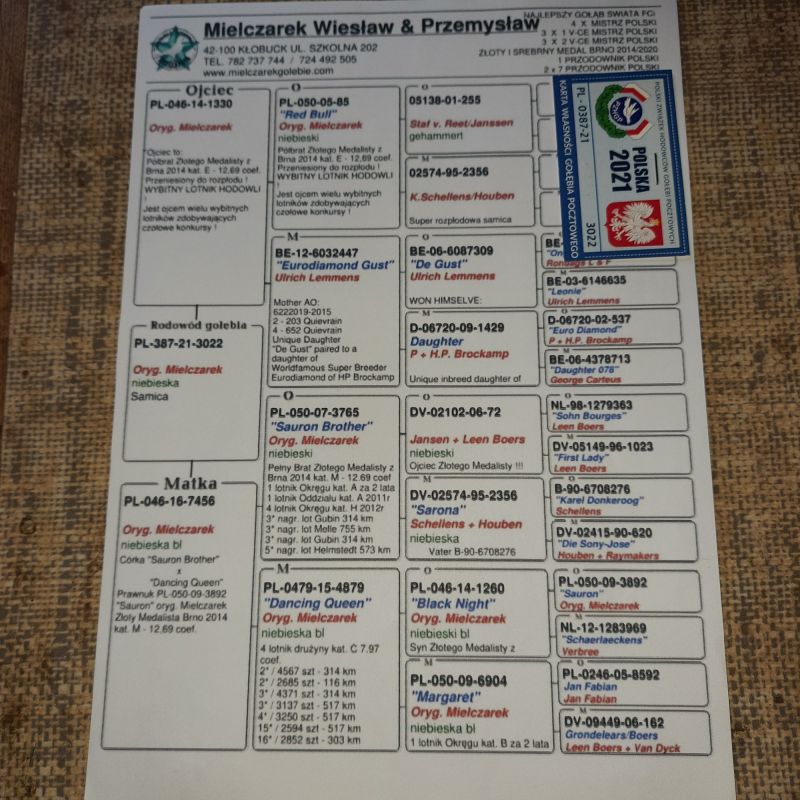 Mielczarek Wiesław & Przemysław
42-100 KŁOBUCK UL. SZKOLNA 202
TEL. 782 737 744 / 724 492 505
www.mielczarekgolebie.com
NAJLEPSZY GOŁĄB ŚWIATA FCI
4 X MISTRZ POLSKI
3 X 1 V-CE MISTRZ POLSKI
3 X 2 V-CE MISTRZ POLSKI
ZŁOTY I SREBRNY MEDAL BRNO 2014/2020
1 PRZODOWNIK POLSKI
2 x 7 PRZODOWNIK POLSKI
POLSKI ZWIĄZEK HODOWCÓW GOŁĘBI POCZTOWYCH
POLSKA
2021
3022
PL - 0387-21
KARTA WŁASNOŚCI GOŁĘBIA POCZTOWEGO
Ojciec
PL-046-14-1330
Oryg. Mielczarek
"Ojciec to:
Półbrat Złotego Medalisty z
Brna 2014 kat. E - 12,69 coef.
Przeniesiony do rozpłodu !
WYBITNY LOTNIK HODOWLI
!
Jest ojcem wielu wybitnych
lotników zdobywających
czołowe konkursy !
Rodowód gołębia
PL-387-21-3022
Oryg. Mielczarek
niebieska
Samica
Matka
PL-046-16-7456
Oryg. Mielczarek
niebieska bl
Córka "Sauron Brother"
x
"Dancing Queen"
Prawnuk PL-050-09-3892
"Sauron" oryg. Mielczarek
Złoty Medalista Brno 2014
kat. M - 12,69 coef.
O
PL-050-05-85
"Red Bull"
Oryg. Mielczarek
niebieski
Półbrat Złotego Medalisty z
Brna 2014 kat. E - 12,69 coef.
Przeniesiony do rozpłodu !
WYBITNY LOTNIK HODOWLI
!
Jest ojcem wielu wybitnych
lotników zdobywających
czołowe konkursy !
M
BE-12-6032447
"Eurodiamond Gust"
Ulrich Lemmens
Mother AO:
6222019-2015
2 - 203 Quievrain
4 - 652 Quievrain
Unique Daughter
"De Gust" paired to a
daughter of
Worldfamous Super Breeder
Eurodiamond of HP Brockamp
O
PL-050-07-3765
"Sauron Brother"
Oryg. Mielczarek
niebieski
Pełny Brat Złotego Medalisty z
Brna 2014 kat. M - 12.69 coef
1 lotnik Okręgu kat. A za 2 lata
1 lotnik Oddziału kat. A 2011r
4 lotnik Okręgu kat. H 2012r
3* nagr. lot Gubin 314 km
3* nagr. lot Melle 755 km
3* nagr. lot Gubin 314 km
5* nagr. lot Helmstedt 573 km
M
PL-0479-15-4879
"Dancing Queen"
Oryg. Mielczarek
niebieska bl
4 lotnik drużyny kat. C 7.97
coef.
2* / 4567 szt - 314 km
2* / 2685 szt - 116 km
3* / 4371 szt - 314 km
3* / 3137 szt - 517 km
4* / 3250 szt - 517 km
15* / 2594 szt - 517 km
16* / 2852 szt - 303 km
O
05138-01-255
Staf v. Reet/Janssen
gehammert
M
02574-95-2356
K.Schellens/Houben
Super rozpłodowa samica
O
BE-06-6087309
"De Gust"
Ulrich Lemmens
WON HIMSELVE:
M
D-06720-09-1429
Daughter
P + H.P. Brockamp
Unique inbreed daughter of
O
DV-02102-06-72
Jansen + Leen Boers
niebieski
Ojciec Złotego Medalisty !!!
M
DV-02574-95-2356
"Sarona"
Schellens + Houben
niebieska
Vater B-90-6708276
O
PL-046-14-1260
"Black Night"
Oryg. Mielczarek
niebieski bl
Syn Złotego Medalisty z
M
PL-050-09-6904
"Margaret"
Oryg. Mielczarek
niebieska bl
1 lotnik Okręgu kat. B za 2 lata
BE-
Rondags L & F
M
BE-03-6146635
"Leonie"
Ulrich Lemmens
O
D-06720-02-537
"Euro Diamond"
P + H.P. Brockamp
M
BE-06-4378713
"Daughter 078"
George Carteus
O
NL-98-1279363
"Sohn Bourges"
Leen Boers
M
DV-05149-96-1023
"First Lady"
Leen Boers
O
B-90-6708276
"Karel Donkeroog"
Schellens
M
DV-02415-90-620
"Die Sony-Jose"
Houben + Raymakers
O
PL-050-09-3892
"Sauron"
Oryg. Mielczarek
M
NL-12-1283969
"Schaerlaeckens"
Verbree
O
PL-0246-05-8592
Jan Fabian
Jan Fabian
M
DV-09449-06-162
Grondelears/Boers
Leen Boers + Van Dyck